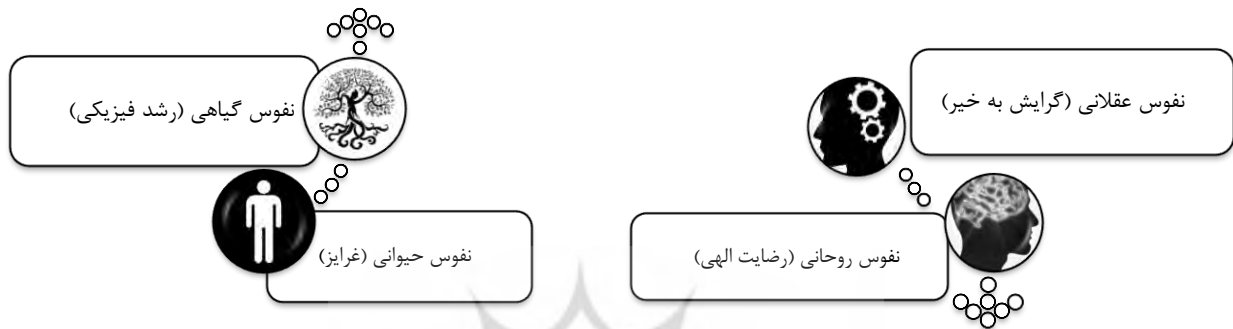 نفوس عقلانی (گرایش به خیر)
نفوس روحانی (رضایت الهی)
نفوس گیاهی (رشد فیزیکی)
نفوس حیوانی (غرایز)